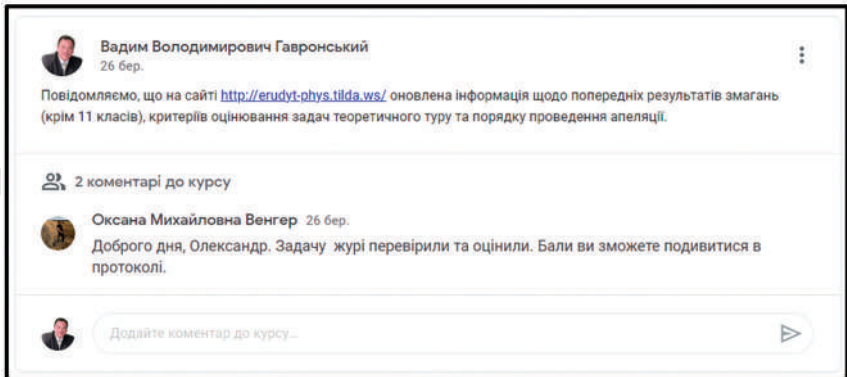 Вадим Володимирович Гавронський
26 бер.
Повідомляємо, що на сайті http://erudyt-phys.tilda.ws/ оновлена інформація щодо попередніх результатів змагань
(крім 11 класів), критеріїв оцінювання задач теоретичного туру та порядку проведення апеляції.
2 коментарі до курсу
Оксана Михайловна Венгер 26 бер.
Доброго дня, Олександр. Задачу журі перевірили та оцінили. Бали ви зможете подивитися в
протоколі.
Додайте коментар до курсу...